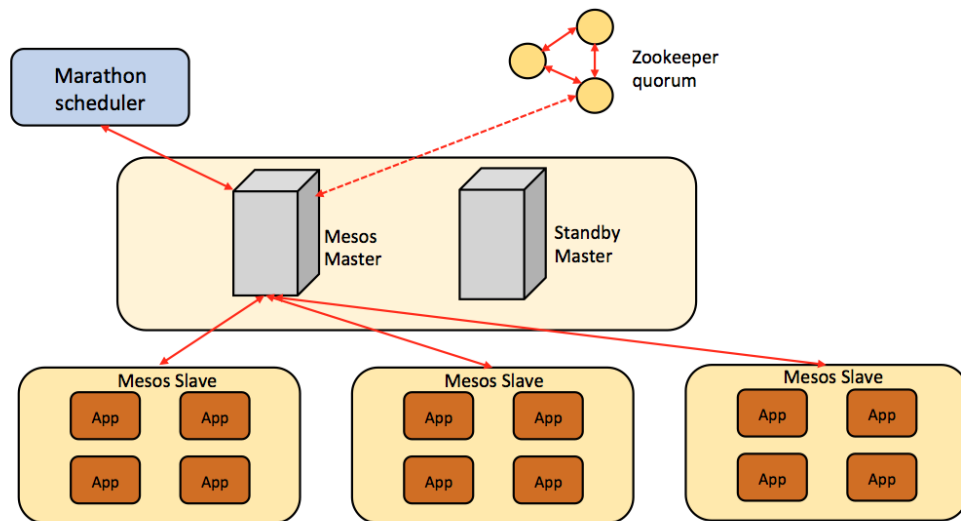 Marathon
scheduler
Zookeeper
quorum
Mesos
Master
Standby
Master
Mesos Slave
App
App
App
App
Mesos Slave
App
App
App
App
Mesos Slave
App
App
App
App